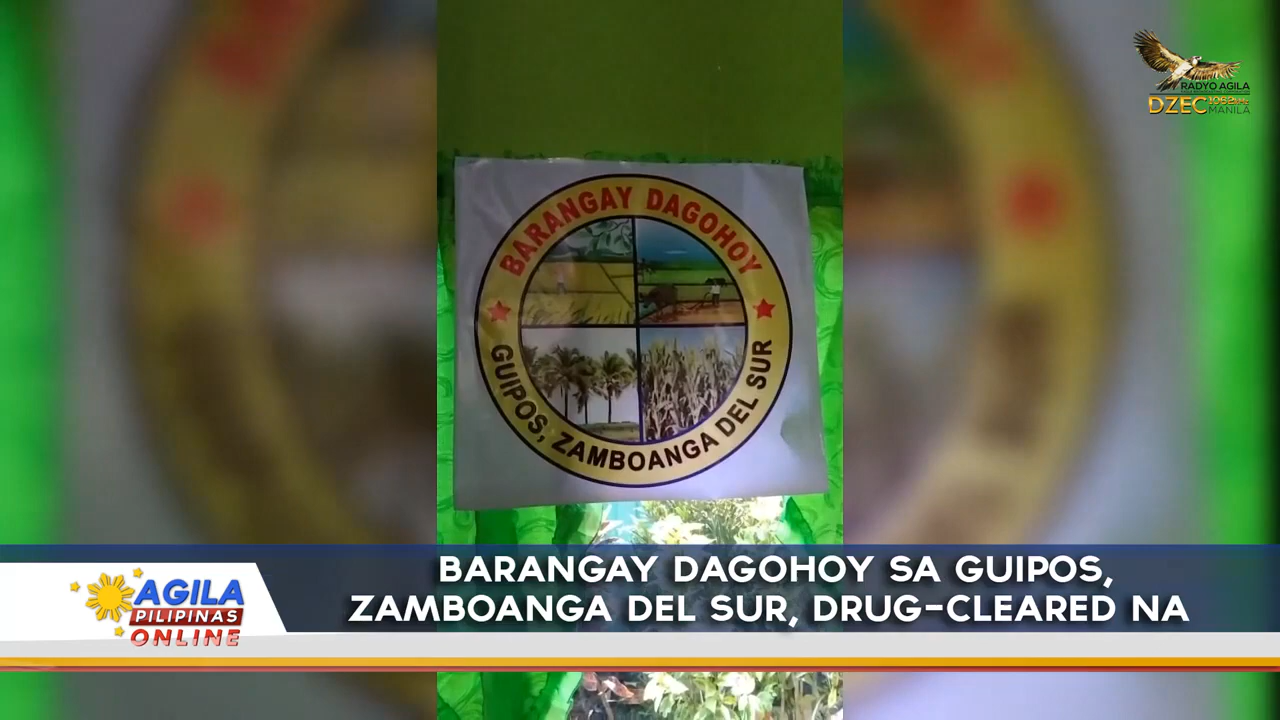 RADYO AGILA
DZEC 1062kHz
MANILA
BARANGAY DAGOHOY
GUIPOS, ZAMBOANGA DEL SUR
AGILA
PILIPINAS
ONLINE
BARANGAY DAGOHOY SA GUIPOS,
ZAMBOANGA DEL SUR, DRUG-CLEARED NA